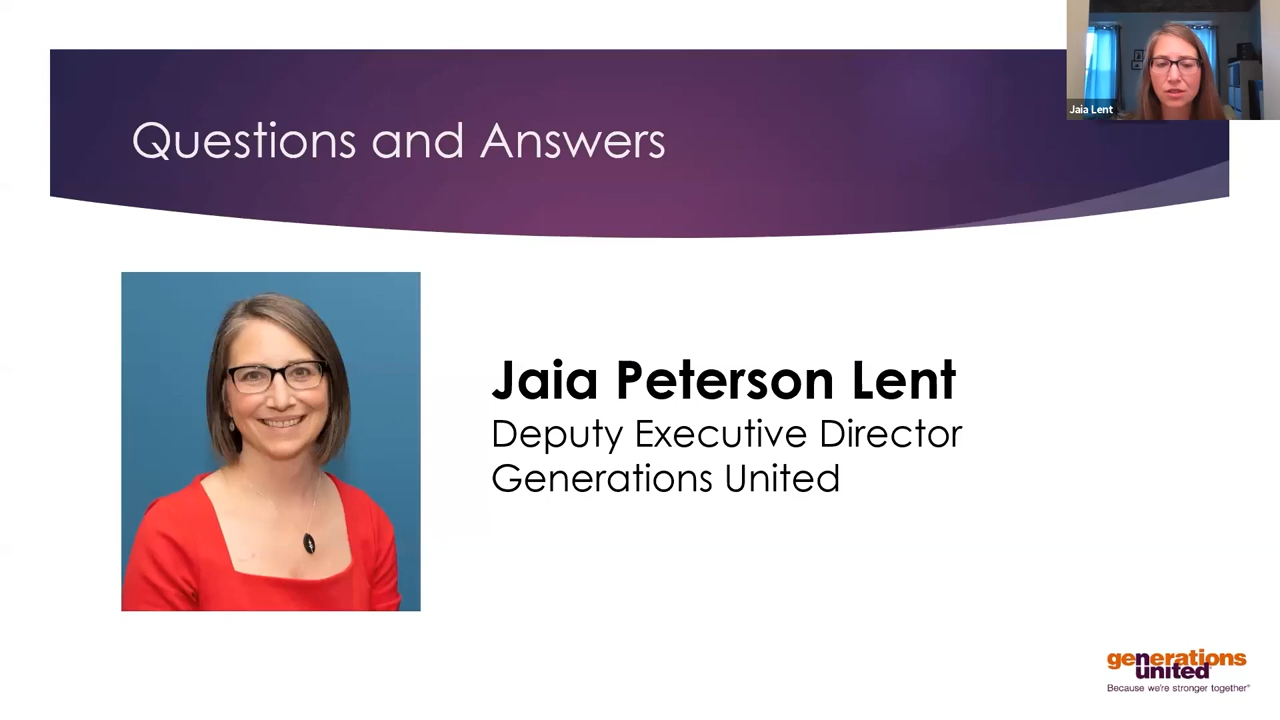 Jaia Lent
Questions and Answers
Jaia Peterson Lent
Deputy Executive Director
Generations United
generations
united
Because we're stronger together®